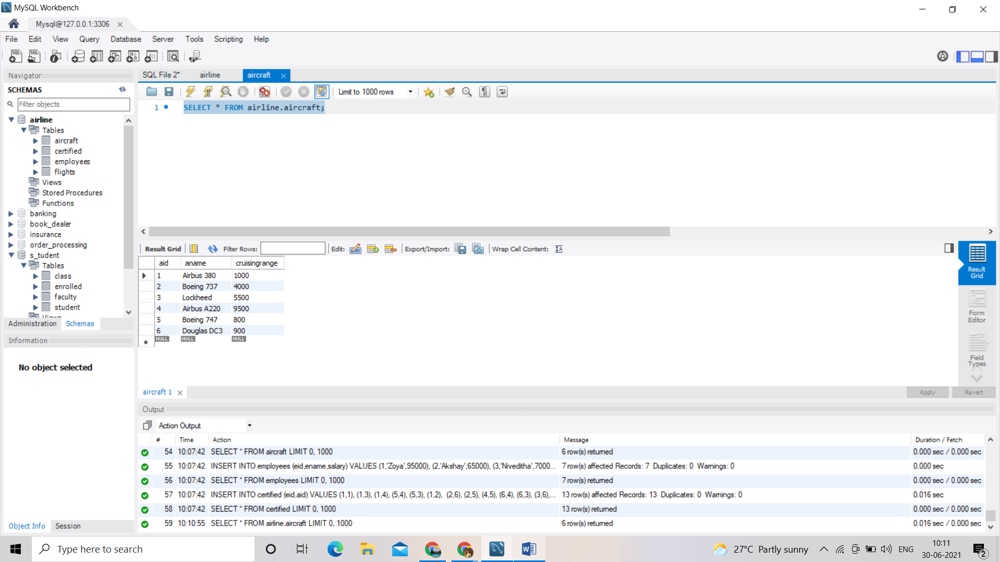 MySQL Workbench
Mysql@127.0.0.1:3306
File Edit View Query Database Server Tools Scripting Help
Navigator
SCHEMAS
Filter objects
airline
Tables
aircraft
certified
employees
flights
Views
Stored Procedures
Functions
banking
book_dealer
insurance
order_processing
s_tudent
Tables
class
enrolled
faculty
student
Views
Administration Schemas
Information
No object selected
Object Info Session
SQL File 2* airline aircraft
Limit to 1000 rows
1 SELECT * FROM airline.aircraft;
Result Grid Filter Rows: Edit: Export/Import: Wrap Cell Content:
aid aname cruisingrange
1 Airbus 380 1000
2 Boeing 737 4000
3 Lockheed 5500
4 Airbus A220 9500
5 Boeing 747 800
6 Douglas DC3 900
NULL NULL NULL
Result
Grid
Form
Editor
Field
Types
aircraft 1
Apply Revert
Output
Action Output
# Time Action Message Duration / Fetch
54 10:07:42 SELECT * FROM aircraft LIMIT 0, 1000 6 row(s) returned 0.000 sec / 0.000 sec
55 10:07:42 INSERT INTO employees (eid,ename,salary) VALUES (1,'Zoya',95000), (2,'Akshay',65000), (3,'Niveditha',7000... 7 row(s) affected Records: 7 Duplicates: 0 Warnings: 0 0.000 sec
56 10:07:42 SELECT * FROM employees LIMIT 0, 1000 7 row(s) returned 0.000 sec / 0.000 sec
57 10:07:42 INSERT INTO certified (eid,aid) VALUES (1,1), (1,3), (1,4), (5,4), (5,3), (1,2), (2,6), (2,5), (4,5), (6,4), (6,3), (3,6),... 13 row(s) affected Records: 13 Duplicates: 0 Warnings: 0 0.016 sec
58 10:07:42 SELECT * FROM certified LIMIT 0, 1000 13 row(s) returned 0.000 sec / 0.000 sec
59 10:10:55 SELECT * FROM airline.aircraft LIMIT 0, 1000 6 row(s) returned 0.016 sec / 0.000 sec
Type here to search
27°C Partly sunny
ENG
10:11
30-06-2021
2